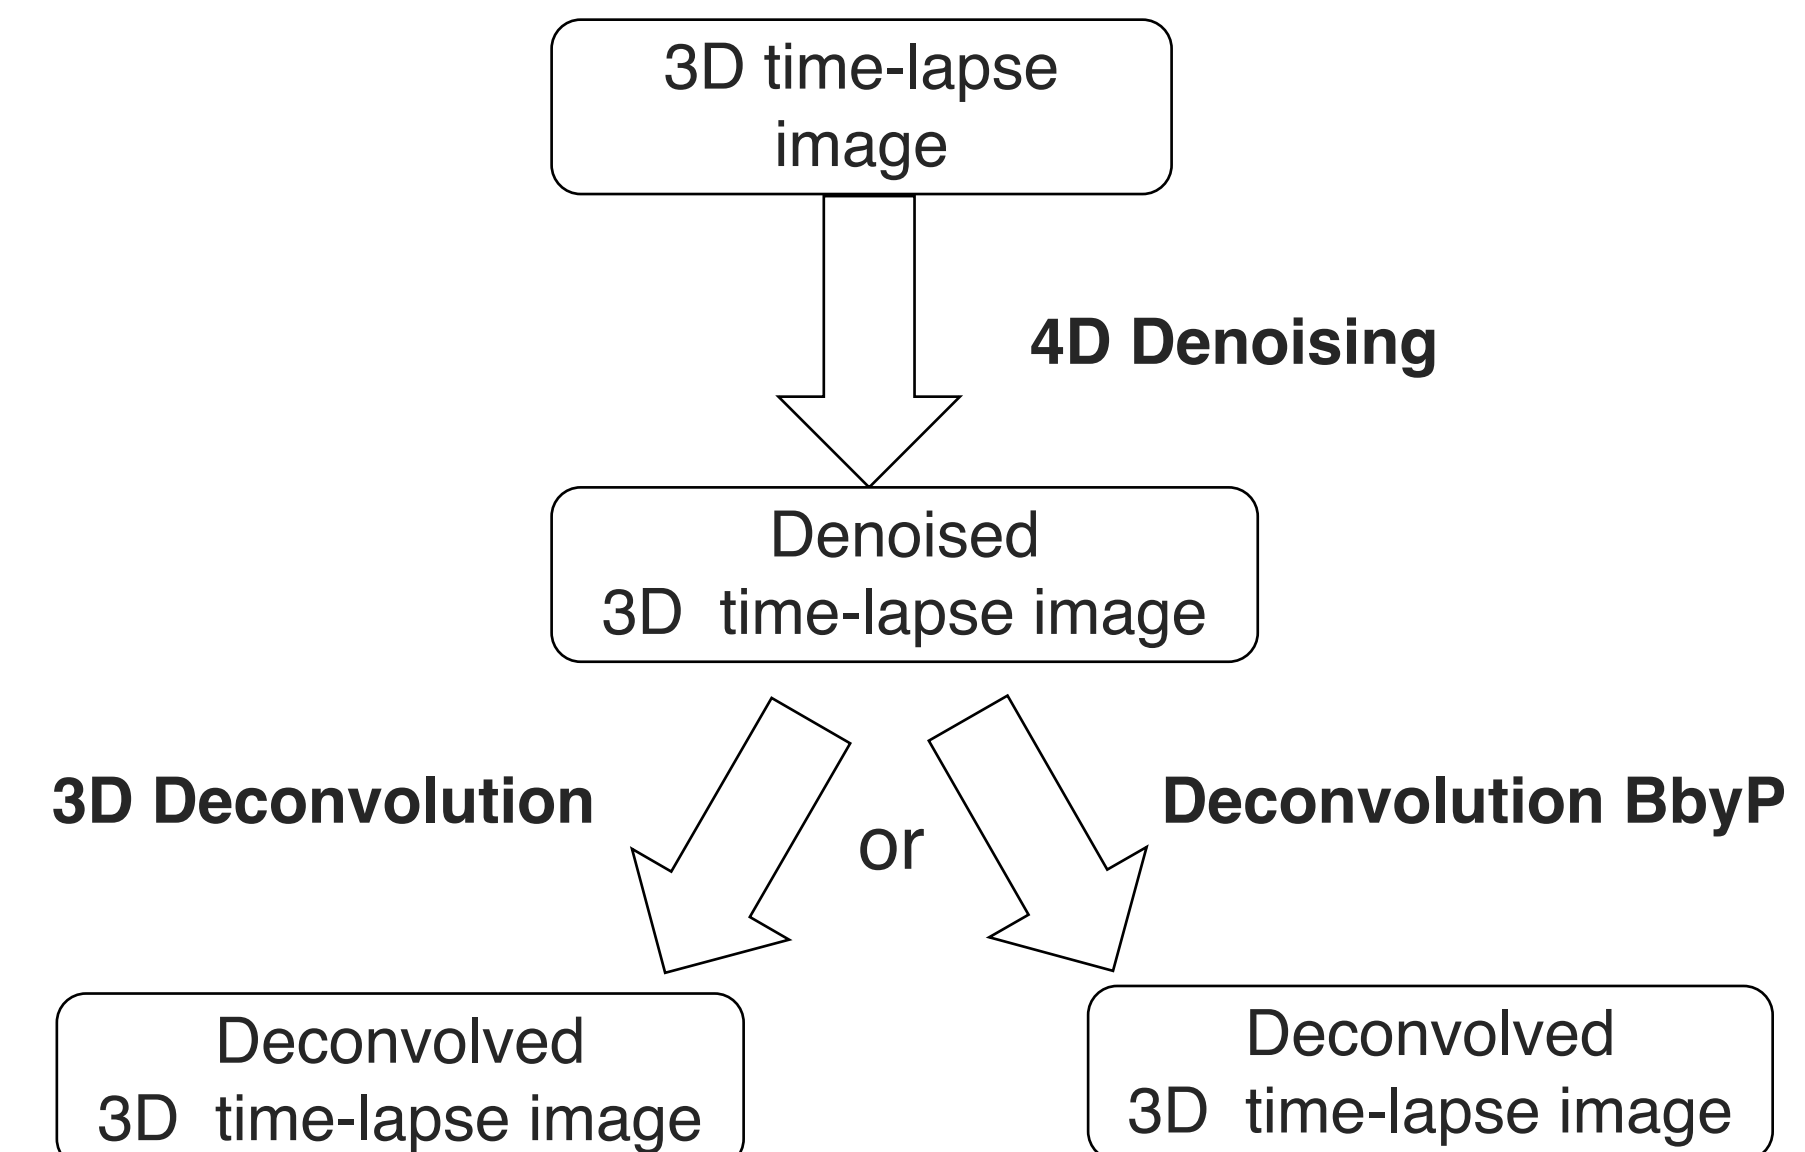 3D time-lapse
image
4D Denoising
Denoised
3D time-lapse image
3D Deconvolution
or
Deconvolution BbyP
Deconvolved
3D time-lapse image
Deconvolved
3D time-lapse image